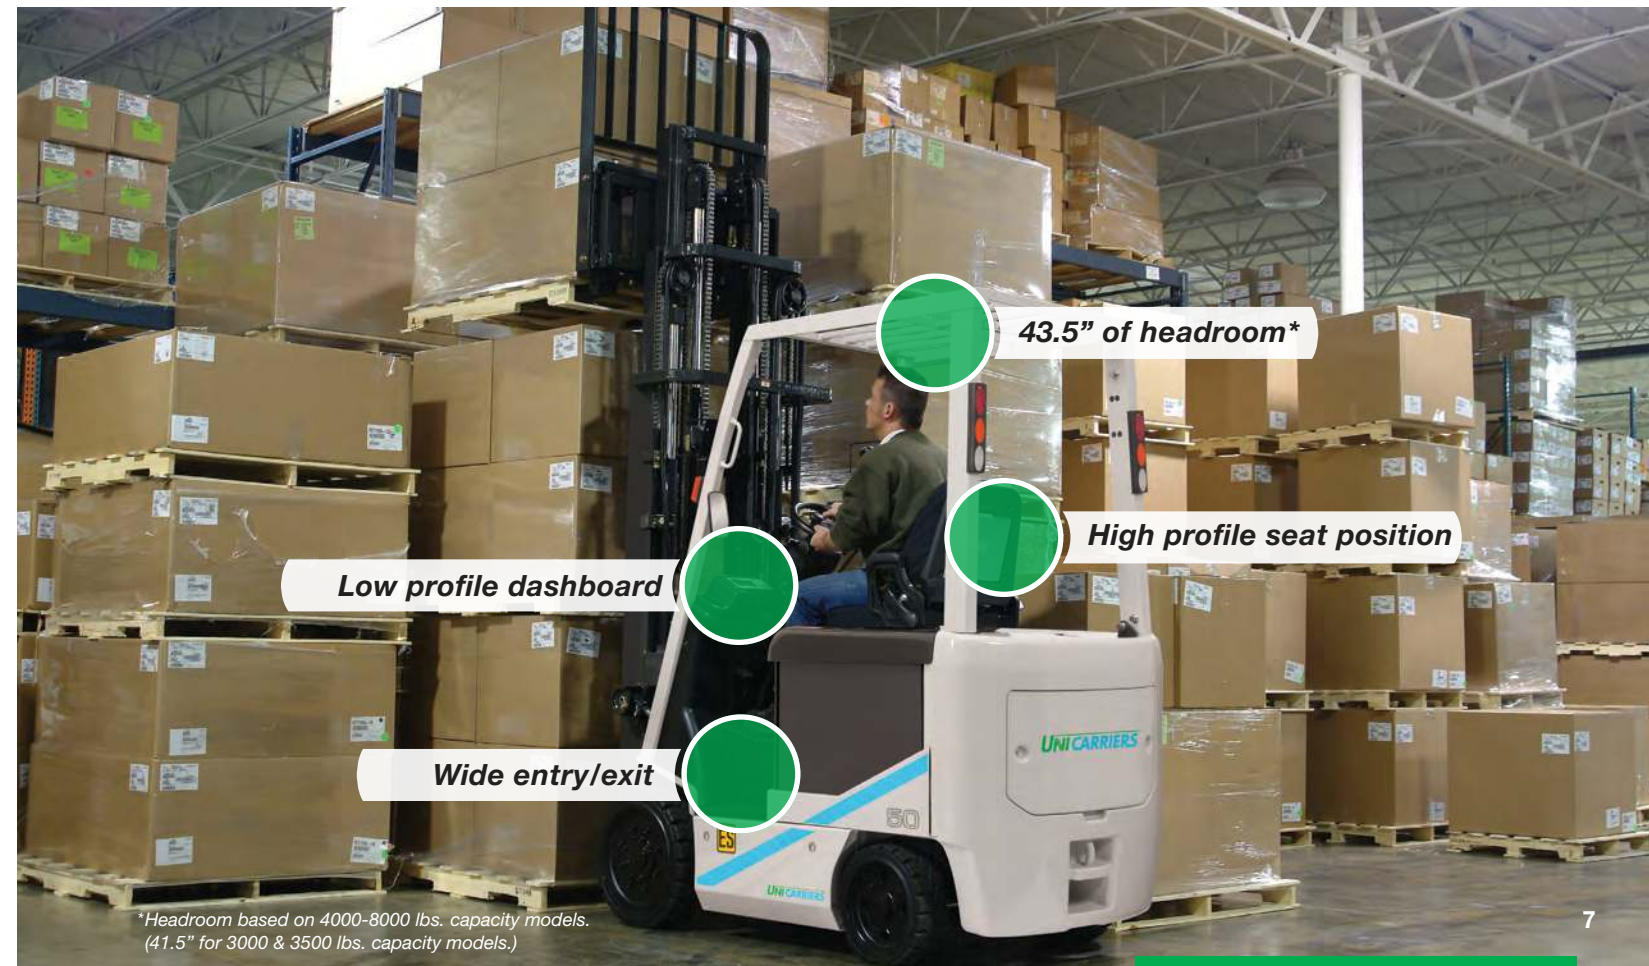 43.5” of headroom*
High profile seat position
Low profile dashboard
Wide entry/exit
UNICARRIERS
50
ES
UNICARRIERS
*Headroom based on 4000-8000 lbs. capacity models.
(41.5” for 3000 & 3500 lbs. capacity models.)
7